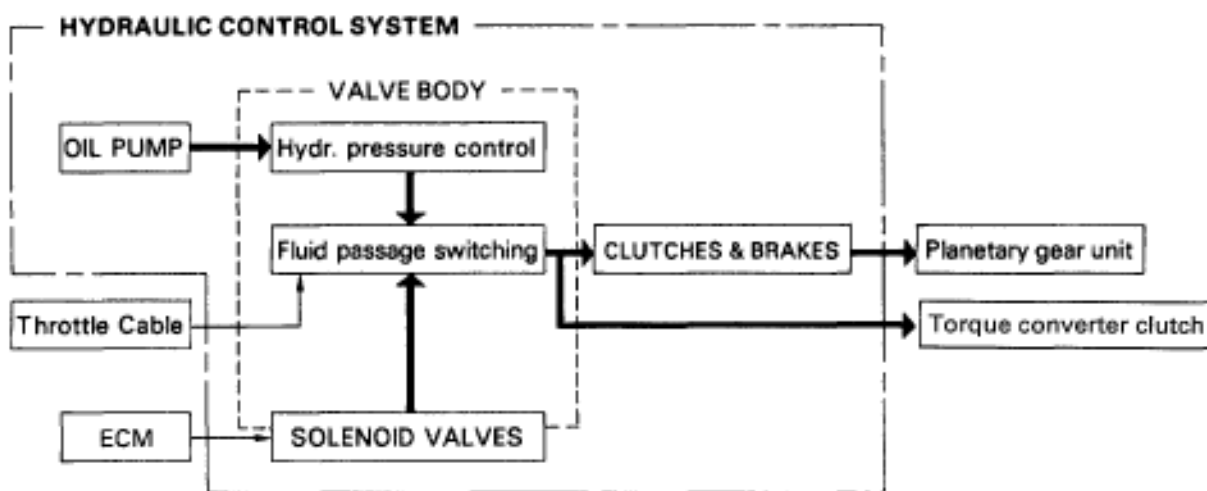 HYDRAULIC CONTROL SYSTEM
VALVE BODY
OIL PUMP
Hydr. pressure control
Fluid passage switching
CLUTCHES & BRAKES
Planetary gear unit
Throttle Cable
Torque converter clutch
ECM
SOLENOID VALVES